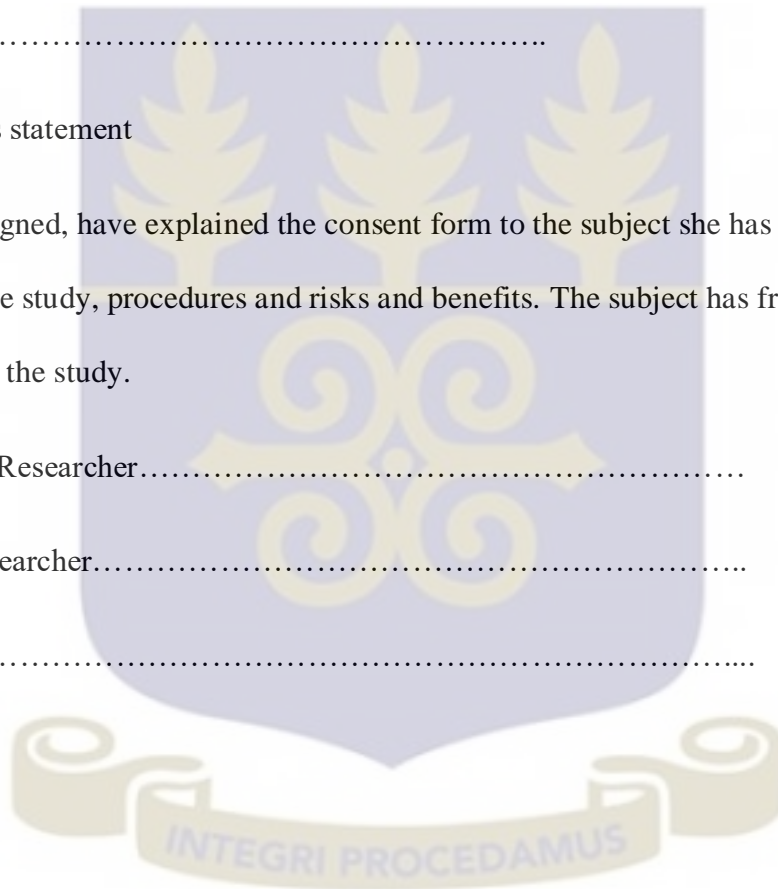 ……………………………………………………..
s statement
gned, have explained the consent form to the subject she has
e study, procedures and risks and benefits. The subject has fr
the study.
Researcher…………………………………………………
earcher……………………………………………………..
……………………………………………………………....
INTEGRI PROCEDAMUS